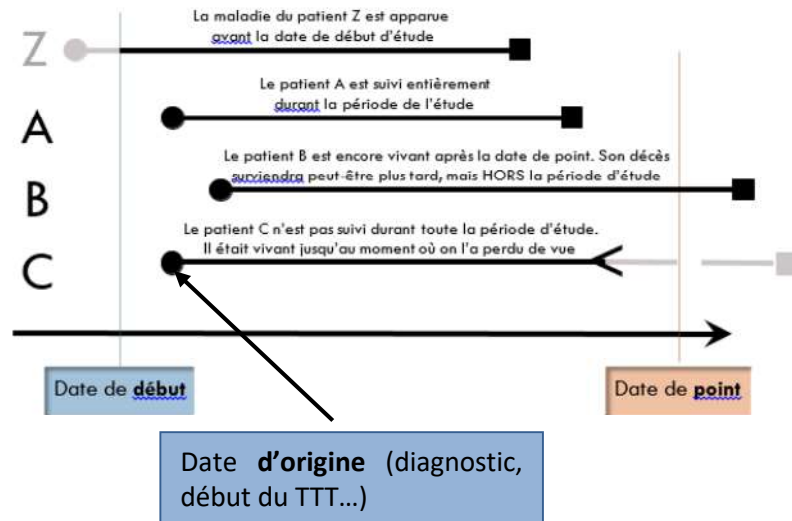 La maladie du patient Z est apparue
avant la date de début d'étude
Z
Le patient A est suivi entièrement
durant la période de l'étude
A
Le patient B est encore vivant après la date de point. Son décès
surviendra peut-être plus tard, mais HORS la période d'étude
B
Le patient C n'est pas suivi durant toute la période d'étude.
Il était vivant jusqu'au moment où on l'a perdu de vue
C
Date de début
Date de point
Date d'origine (diagnostic,
début du TTT...)